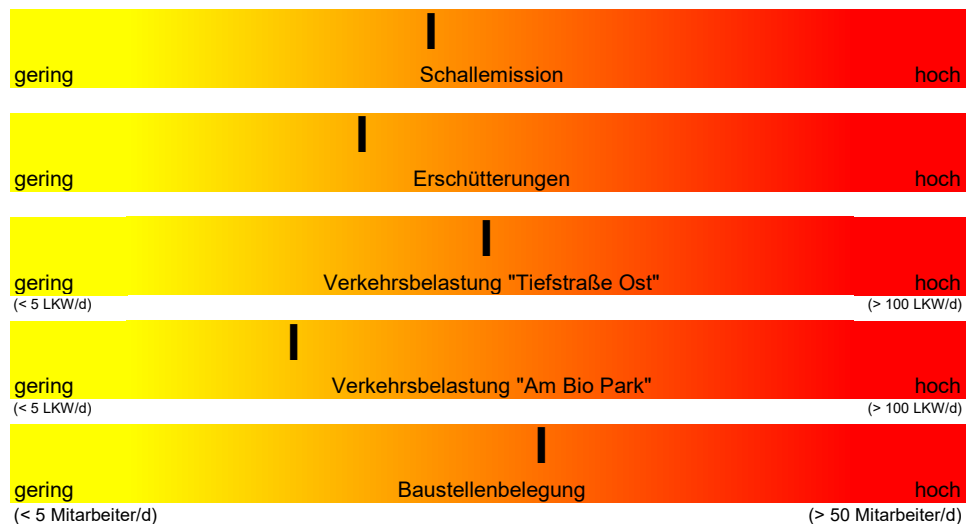 gering Schallemission hoch
gering Erschütterungen hoch
gering Verkehrsbelastung "Tiefstraße Ost" hoch
(< 5 LKW/d) (> 100 LKW/d)
gering Verkehrsbelastung "Am Bio Park" hoch
(< 5 LKW/d) (> 100 LKW/d)
gering Baustellenbelegung hoch
(< 5 Mitarbeiter/d) (> 50 Mitarbeiter/d)